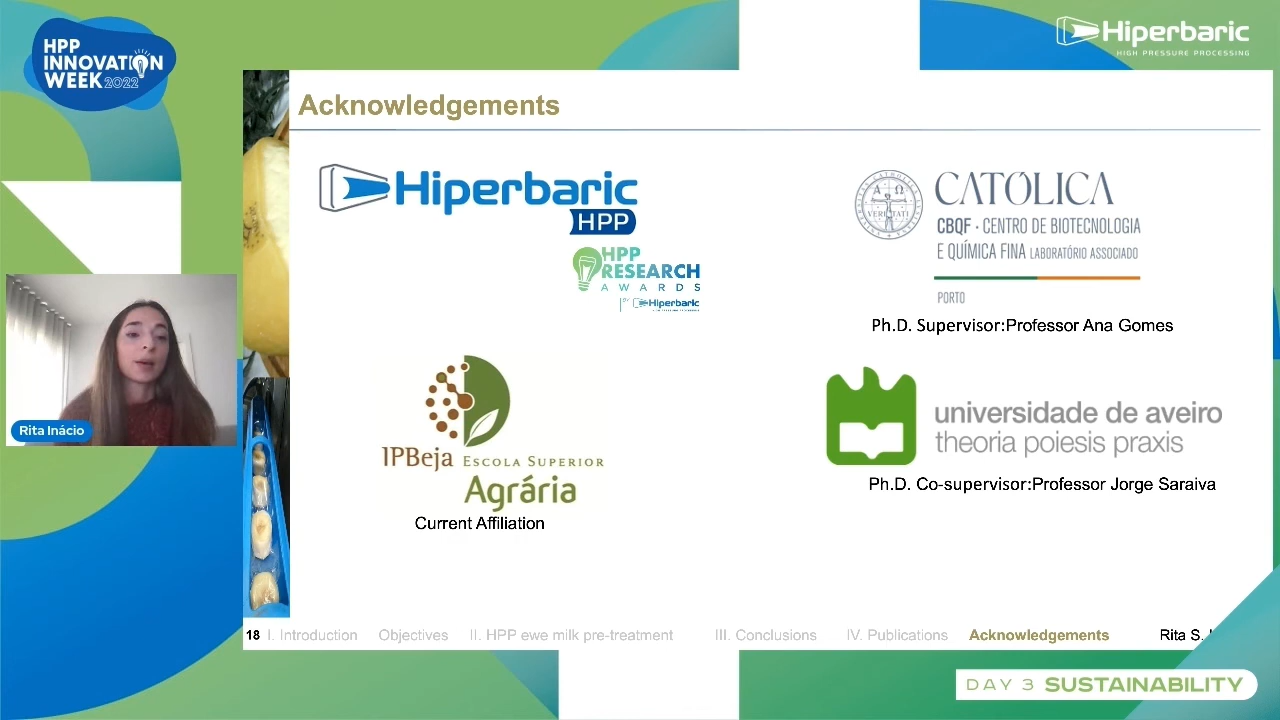 HPP
INNOVATION
WEEK 2022
Hiperbaric
HIGH PRESSURE PROCESSING
Acknowledgements
Hiperbaric
HPP
HPP
RESEARCH
AWARDS
BY Hiperbaric
CATÓLICA
CBQF · CENTRO DE BIOTECNOLOGIA
E QUÍMICA FINA LABORATÓRIO ASSOCIADO
PORTO
Ph.D. Supervisor:Professor Ana Gomes
Rita Inácio
IPBeja ESCOLA SUPERIOR
Agrária
Current Affiliation
universidade de aveiro
theoria poiesis praxis
Ph.D. Co-supervisor:Professor Jorge Saraiva
18 I. Introduction Objectives II. HPP ewe milk pre-treatment III. Conclusions IV. Publications Acknowledgements Rita S.
DAY 3 SUSTAINABILITY